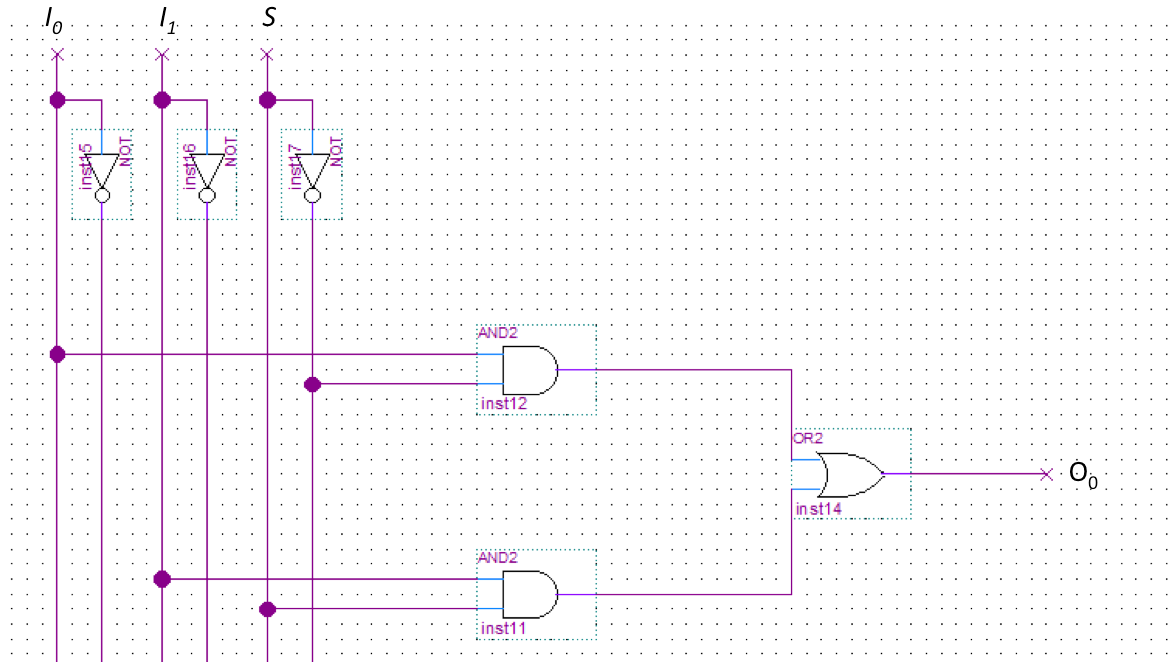 I0 I1 S
inst15 NOT inst16 NOT inst17 NOT
AND2
inst12
OR2
O0
inst14
AND2
inst11